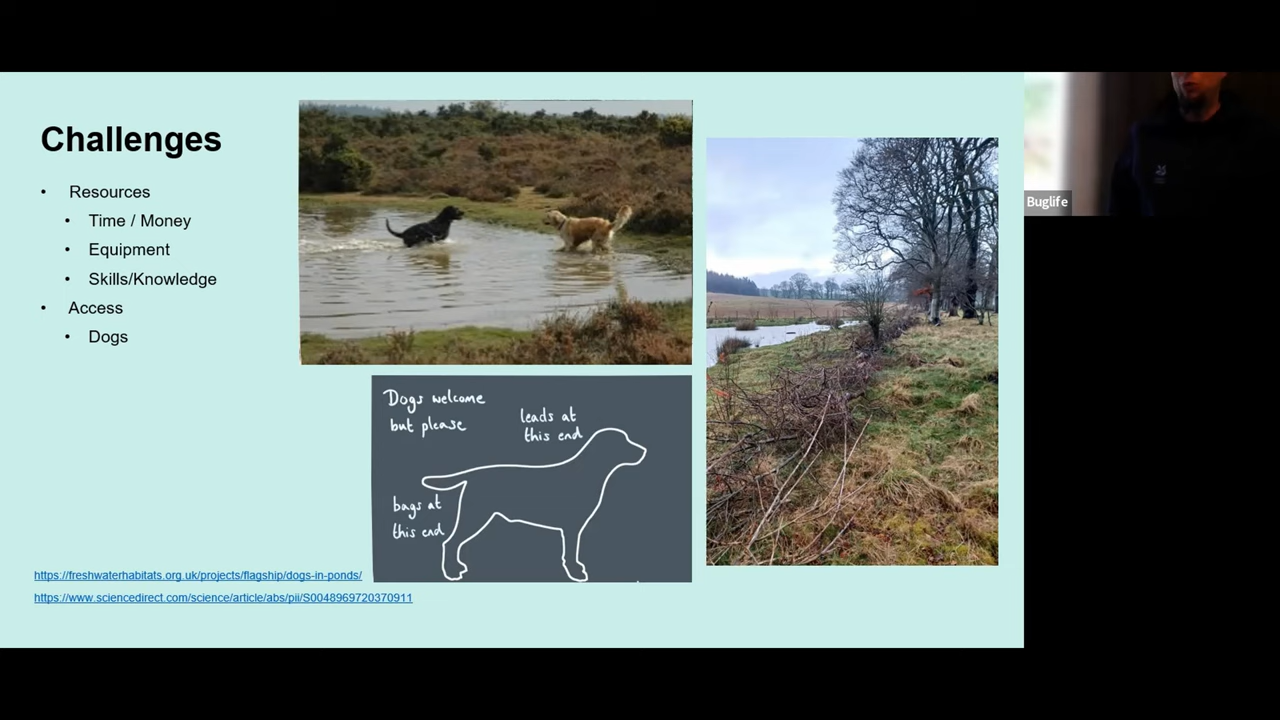 Challenges
• Resources
• Time / Money
• Equipment
• Skills/Knowledge
• Access
• Dogs
Dogs welcome
but please
leads at
this end
bags at
this end
https://freshwaterhabitats.org.uk/projects/flagship/dogs-in-ponds/
https://www.sciencedirect.com/science/article/abs/pii/S0048969720370911
Buglife